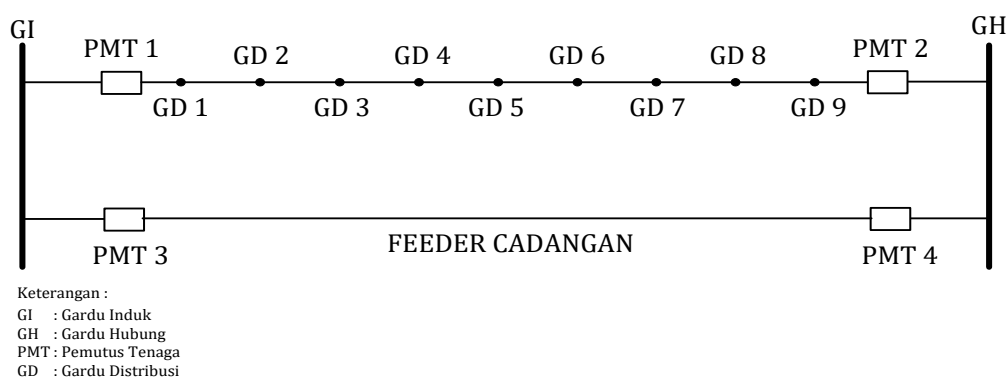 GI
GH
PMT 1
GD 2
GD 4
GD 6
GD 8
PMT 2
GD 1
GD 3
GD 5
GD 7
GD 9
PMT 3
FEEDER CADANGAN
PMT 4
Keterangan :
GI : Gardu Induk
GH : Gardu Hubung
PMT : Pemutus Tenaga
GD : Gardu Distribusi